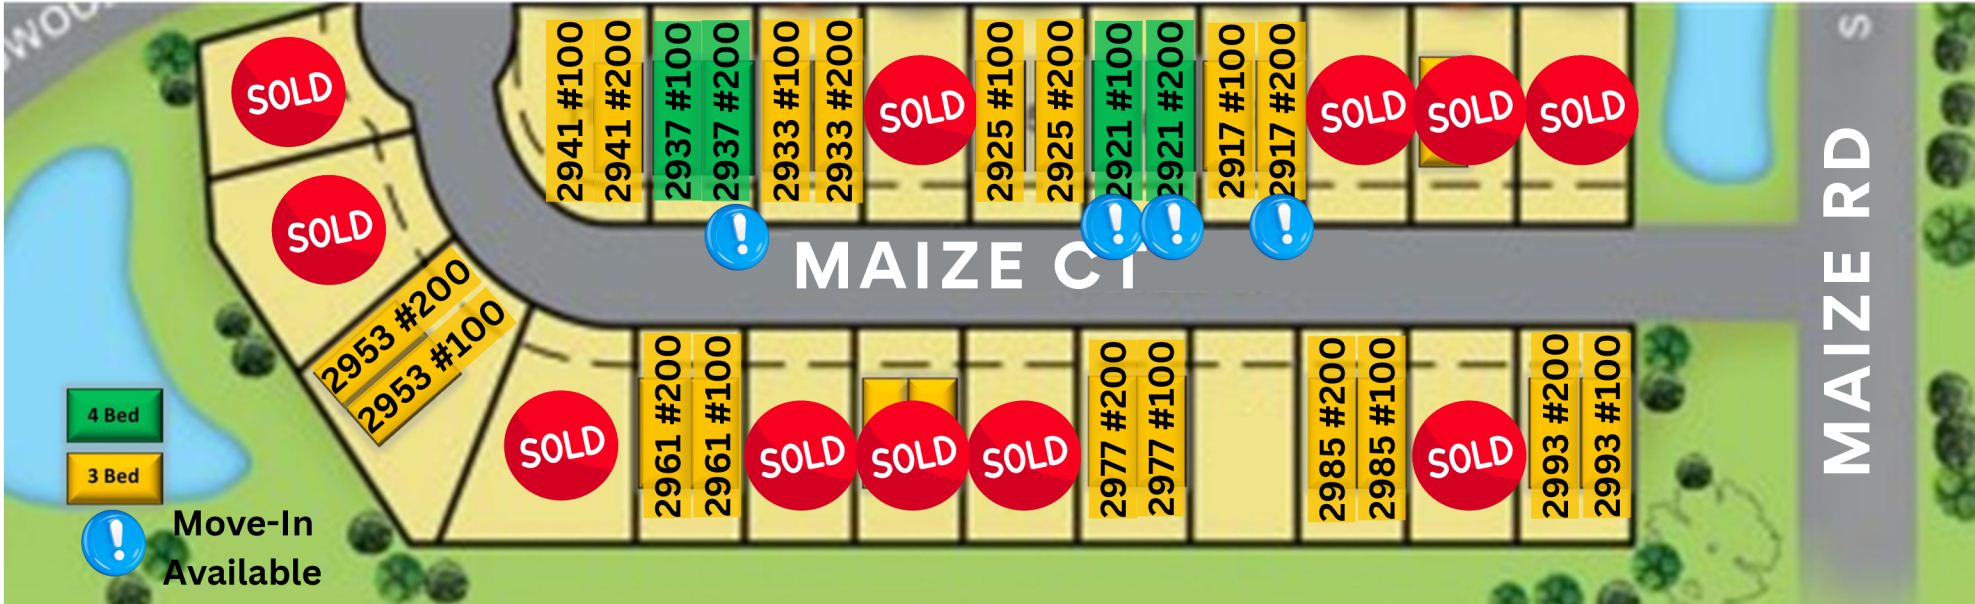 WOO
SOLD
2941 #100
2941 #200
2937 #100
2937 #200
2933 #100
2933 #200
SOLD
2925 #100
2925 #200
2921 #100
2921 #200
2917 #100
2917 #200
SOLD
SOLD
SOLD
S
SOLD
MAIZE CT
MAIZE RD
2953 #200
2953 #100
SOLD
2961 #200
2961 #100
SOLD
SOLD
SOLD
2977 #200
2977 #100
2985 #200
2985 #100
SOLD
2993 #200
2993 #100
4 Bed
3 Bed
! Move-In
Available